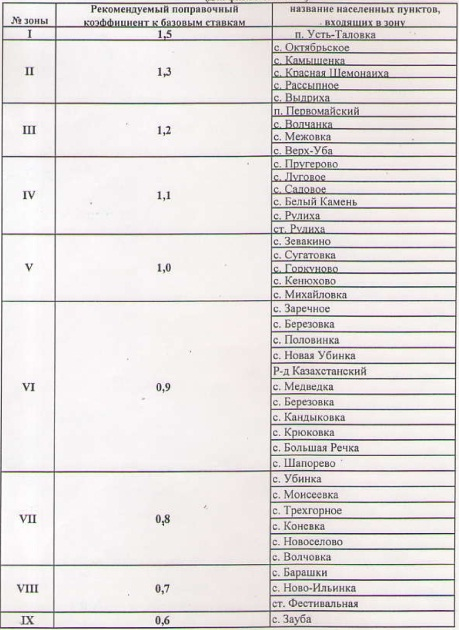 № зоны
Рекомендуемый поправочный
коэффициент к базовым ставкам
название населенных пунктов,
входящих в зону
I
1,5
п. Усть-Таловка
II
1,3
с. Октябрьское
с. Камышенка
с. Красная Шемонаиха
с. Рассыпное
с. Выдриха
III
1,2
п. Первомайский
с. Волчанка
с. Межовка
с. Верх-Уба
IV
1,1
с. Пругерово
с. Луговое
с. Садовое
с. Белый Камень
с. Рулиха
ст. Рулиха
V
1,0
с. Зевакино
с. Сугатовка
с. Горкуново
с. Кенюхово
с. Михайловка
VI
0,9
с. Заречное
с. Березовка
с. Половинка
с. Новая Убинка
Р-д Казахстанский
с. Медведка
с. Березовка
с. Кандыковка
с. Крюковка
с. Большая Речка
с. Шапорево
VII
0,8
с. Убинка
с. Моисеевка
с. Трехгорное
с. Коневка
с. Новоселово
с. Волчовка
VIII
0,7
с. Барашки
с. Ново-Ильинка
ст. Фестивальная
IX
0,6
с. Зауба